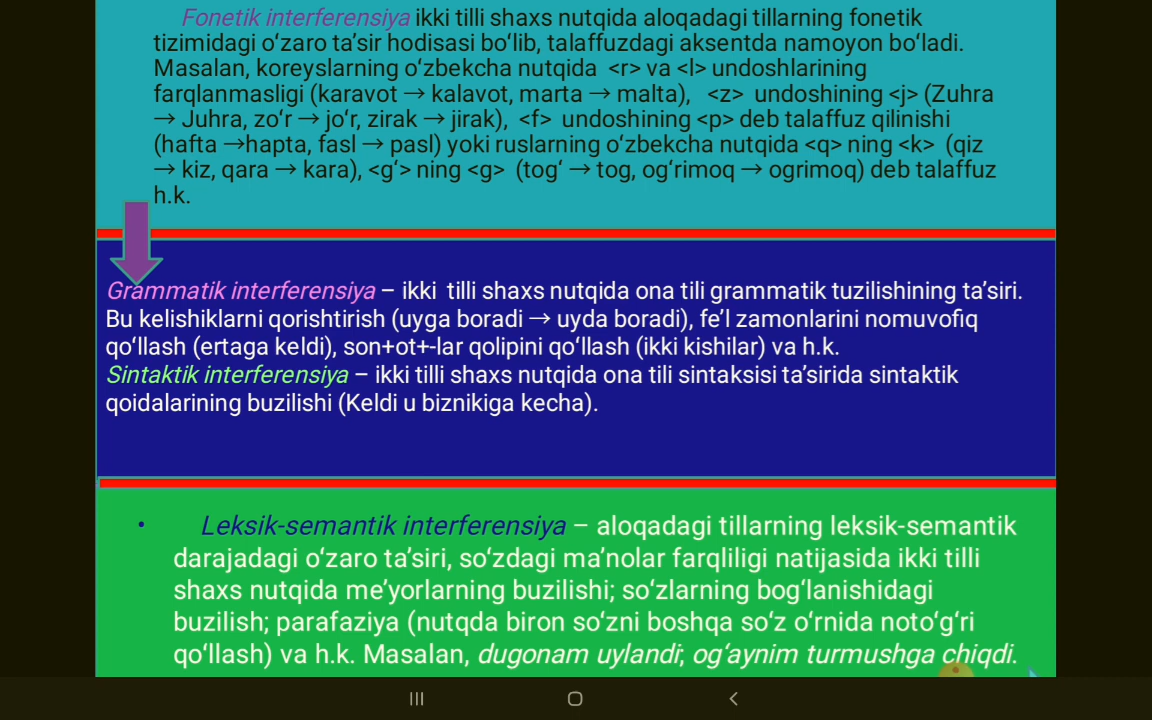 Fonetik interferensiya ikki tilli shaxs nutqida aloqadagi tillarning fonetik
tizimidagi o‘zaro ta’sir hodisasi bo‘lib, talaffuzdagi aksentda namoyon bo‘ladi.
Masalan, koreyslarning o‘zbekcha nutqida <r> va <l> undoshlarining
farqlanmasligi (karavot → kalavot, marta → malta), <z> undoshining <j> (Zuhra
→ Juhra, zo‘r → jo‘r, zirak → jirak), <f> undoshining <p> deb talaffuz qilinishi
(hafta →hapta, fasl → pasl) yoki ruslarning o‘zbekcha nutqida <q> ning <k> (qiz
→ kiz, qara → kara), <g‘> ning <g> (tog‘ → tog, og‘rimoq → ogrimoq) deb talaffuz
h.k.
Grammatik interferensiya – ikki tilli shaxs nutqida ona tili grammatik tuzilishining ta’siri.
Bu kelishiklarni qorishtirish (uyga boradi → uyda boradi), fe’l zamonlarini nomuvofiq
qo‘llash (ertaga keldi), son+ot+-lar qolipini qo‘llash (ikki kishilar) va h.k.
Sintaktik interferensiya – ikki tilli shaxs nutqida ona tili sintaksisi ta’sirida sintaktik
qoidalarining buzilishi (Keldi u biznikiga kecha).
• Leksik-semantik interferensiya – aloqadagi tillarning leksik-semantik
darajadagi o‘zaro ta’siri, so‘zdagi ma’nolar farqliligi natijasida ikki tilli
shaxs nutqida me’yorlarning buzilishi; so‘zlarning bog‘lanishidagi
buzilish; parafaziya (nutqda biron so‘zni boshqa so‘z o‘rnida noto‘g‘ri
qo‘llash) va h.k. Masalan, dugonam uylandi; og‘aynim turmushga chiqdi.